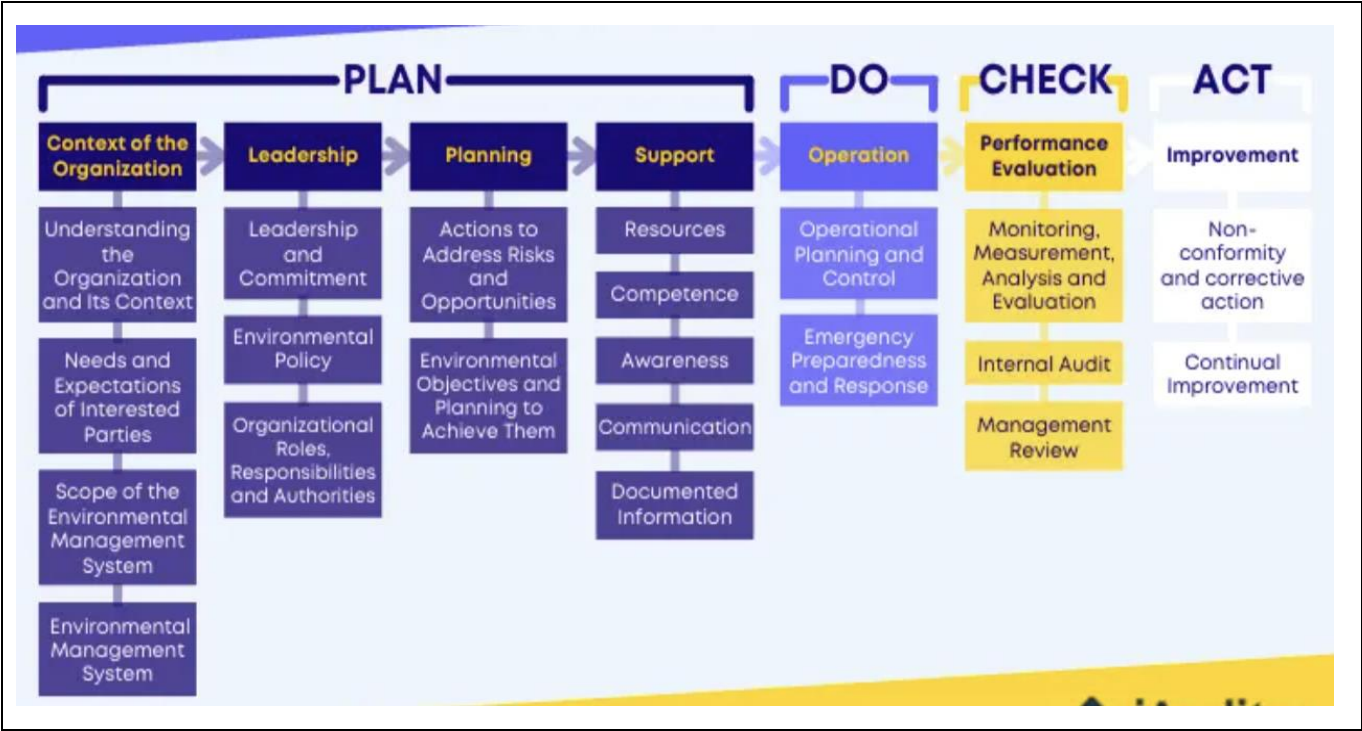 PLAN
DO
CHECK
ACT
Context of the
Organization
Leadership
Planning
Support
Operation
Performance
Evaluation
Improvement
Understanding
the
Organization
and Its Context
Needs and
Expectations
of Interested
Parties
Scope of the
Environmental
Management
System
Environmental
Management
System
Leadership
and
Commitment
Environmental
Policy
Organizational
Roles,
Responsibilities
and Authorities
Actions to
Address Risks
and
Opportunities
Environmental
Objectives and
Planning to
Achieve Them
Resources
Competence
Awareness
Communication
Documented
Information
Operational
Planning and
Control
Emergency
Preparedness
and Response
Monitoring,
Measurement,
Analysis and
Evaluation
Internal Audit
Management
Review
Non-
conformity
and corrective
action
Continual
Improvement